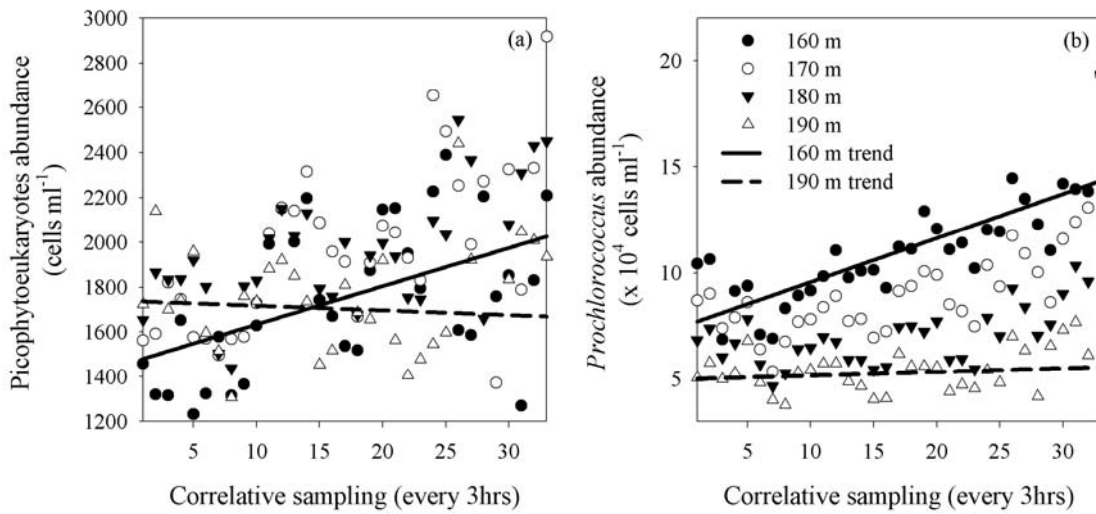 (a)
3000
2800
2600
2400
2200
2000
1800
1600
1400
1200
Picophytoeukaryotes abundance
(cells ml⁻¹)
5
10
15
20
25
30
Correlative sampling (every 3hrs)
(b)
20
15
10
5
Prochlorococcus abundance
(x 10⁴ cells ml⁻¹)
160 m
170 m
180 m
190 m
160 m trend
190 m trend
5
10
15
20
25
30
Correlative sampling (every 3hrs)